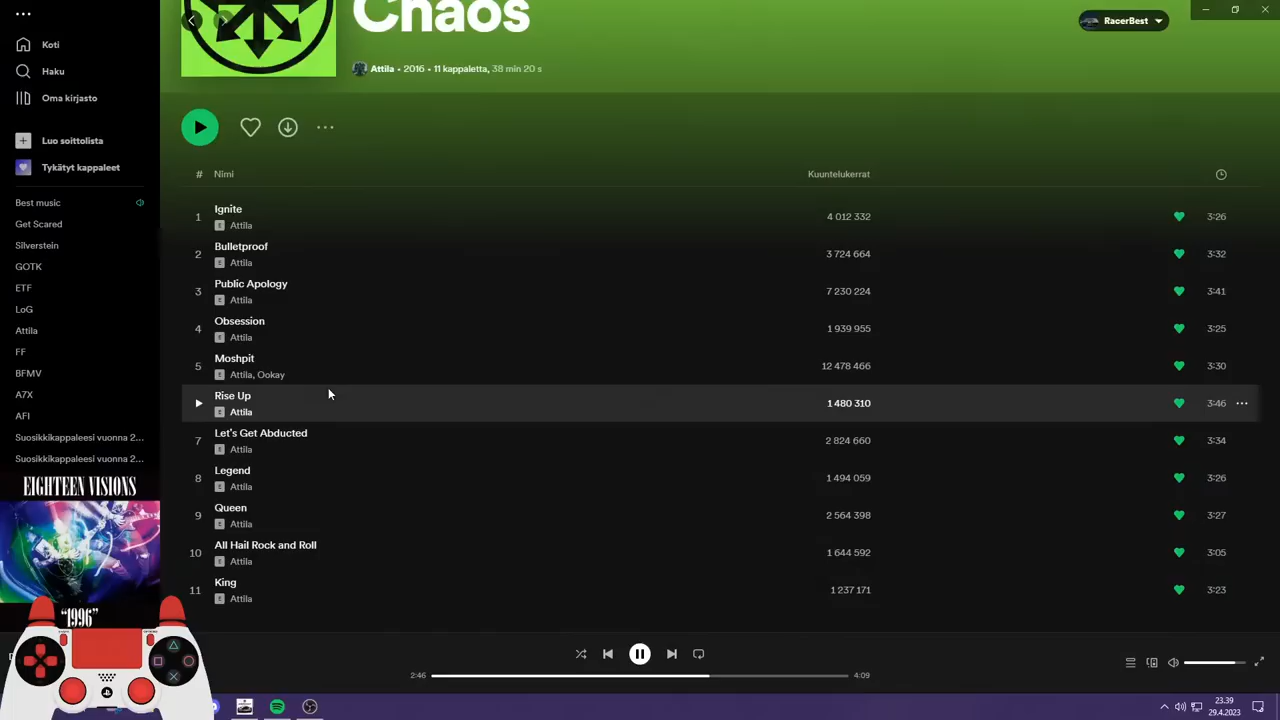 Chaos
RacerBest
Attila • 2016 • 11 kappaletta, 38 min 20 s
Koti
Haku
Oma kirjasto
Luo soittolista
Tykätyt kappaleet
Best music
Get Scared
Silverstein
GOTK
ETF
LoG
Attila
FF
BFMV
A7X
AFI
Suosikkikappaleesi vuonna 2...
Suosikkikappaleesi vuonna 2...
EIGHTEEN VISIONS
"1996"
# Nimi Kuuntelukerrat
1 Ignite 4 012 332 3:26
E Attila
2 Bulletproof 3 724 664 3:32
E Attila
3 Public Apology 7 230 224 3:41
E Attila
4 Obsession 1 939 955 3:25
E Attila
5 Moshpit 12 478 466 3:30
E Attila, Ookay
Rise Up 1 480 310 3:46
E Attila
7 Let's Get Abducted 2 824 660 3:34
E Attila
8 Legend 1 494 059 3:26
E Attila
9 Queen 2 564 398 3:27
E Attila
10 All Hail Rock and Roll 1 644 592 3:05
E Attila
11 King 1 237 171 3:23
E Attila
2:46 4:09
23.39
29.4.2023